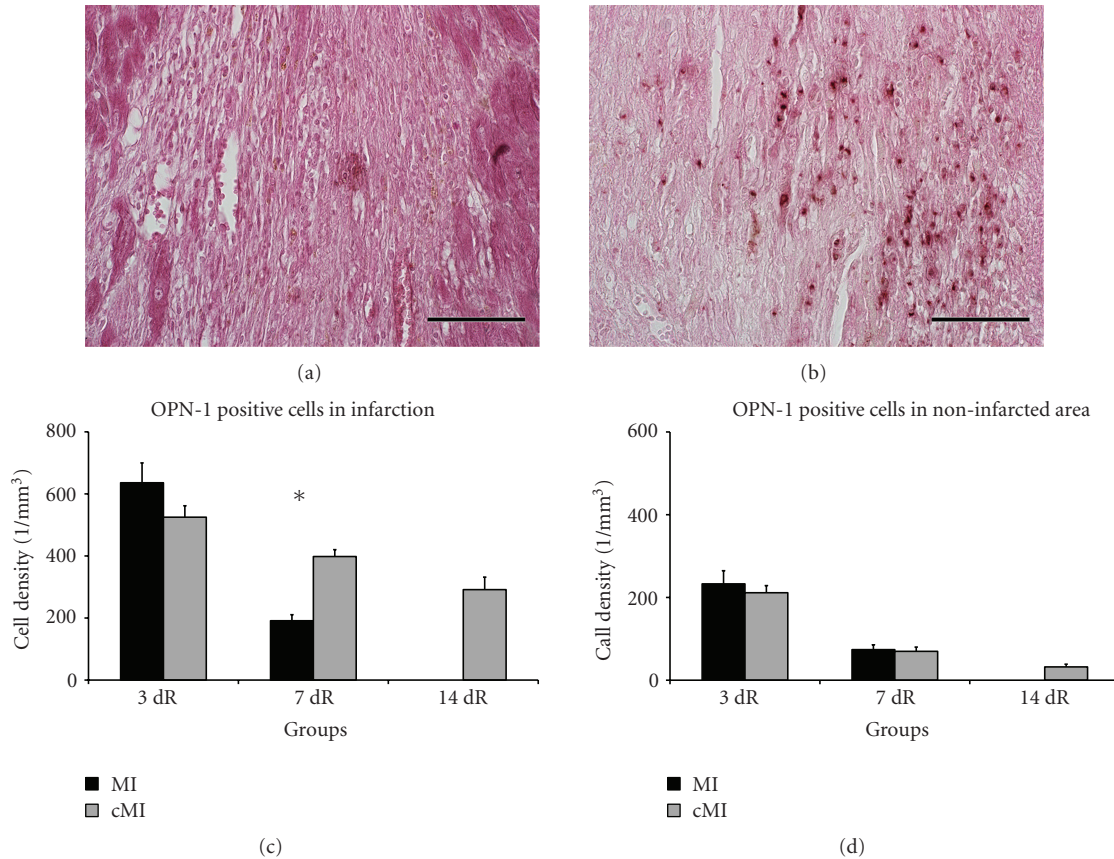 (a)
(b)
OPN-1 positive cells in infarction
800
600
400
200
0
Cell density (1/mm³)
*
3 dR
7 dR
14 dR
Groups
MI
cMI
(c)
OPN-1 positive cells in non-infarcted area
600
400
200
0
Call density (1/mm³)
3 dR
7 dR
14 dR
Groups
MI
cMI
(d)